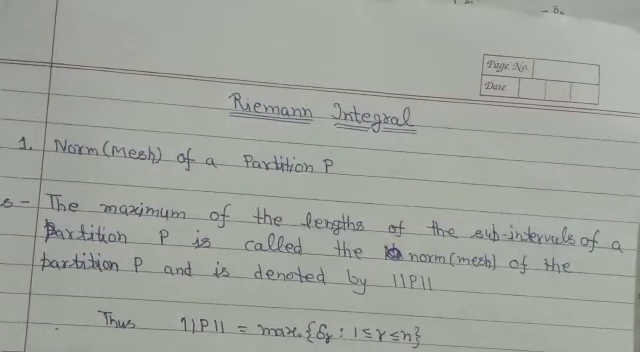 Page No.
Date
Riemann Integral
1. Norm (Mesh) of a Partition P
s - The maximum of the lengths of the sub-intervals of a
Partition P is called the norm (mesh) of the
partition P and is denoted by ||P||
Thus ||P|| = max. {δr : 1 ≤ r ≤ n}